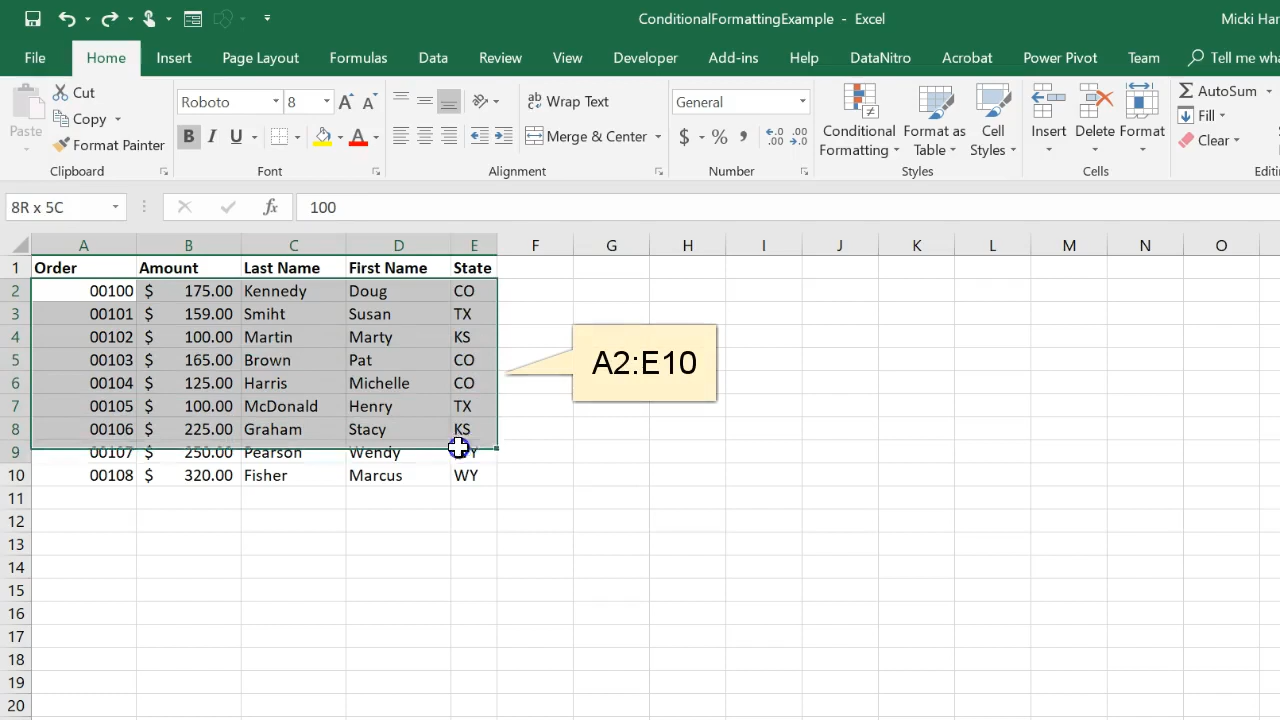 ConditionalFormattingExample - Excel
Micki Har
File Home Insert Page Layout Formulas Data Review View Developer Add-ins Help DataNitro Acrobat Power Pivot Team Tell me wha
Paste
Cut
Copy
Format Painter
Clipboard
Roboto 8
B I U
Font
Wrap Text
Merge & Center
Alignment
General
$ % ,
Number
Conditional Formatting
Format as Table
Cell Styles
Styles
Insert Delete Format
Cells
AutoSum
Fill
Clear
Editi
8R x 5C fx 100
A B C D E F G H I J K L M N O
1 Order Amount Last Name First Name State
2 00100 $ 175.00 Kennedy Doug CO
3 00101 $ 159.00 Smiht Susan TX
4 00102 $ 100.00 Martin Marty KS
5 00103 $ 165.00 Brown Pat CO
6 00104 $ 125.00 Harris Michelle CO
7 00105 $ 100.00 McDonald Henry TX
8 00106 $ 225.00 Graham Stacy KS
9 00107 $ 250.00 Pearson Wendy
10 00108 $ 320.00 Fisher Marcus WY
11
12
13
14
15
16
17
18
19
20
A2:E10